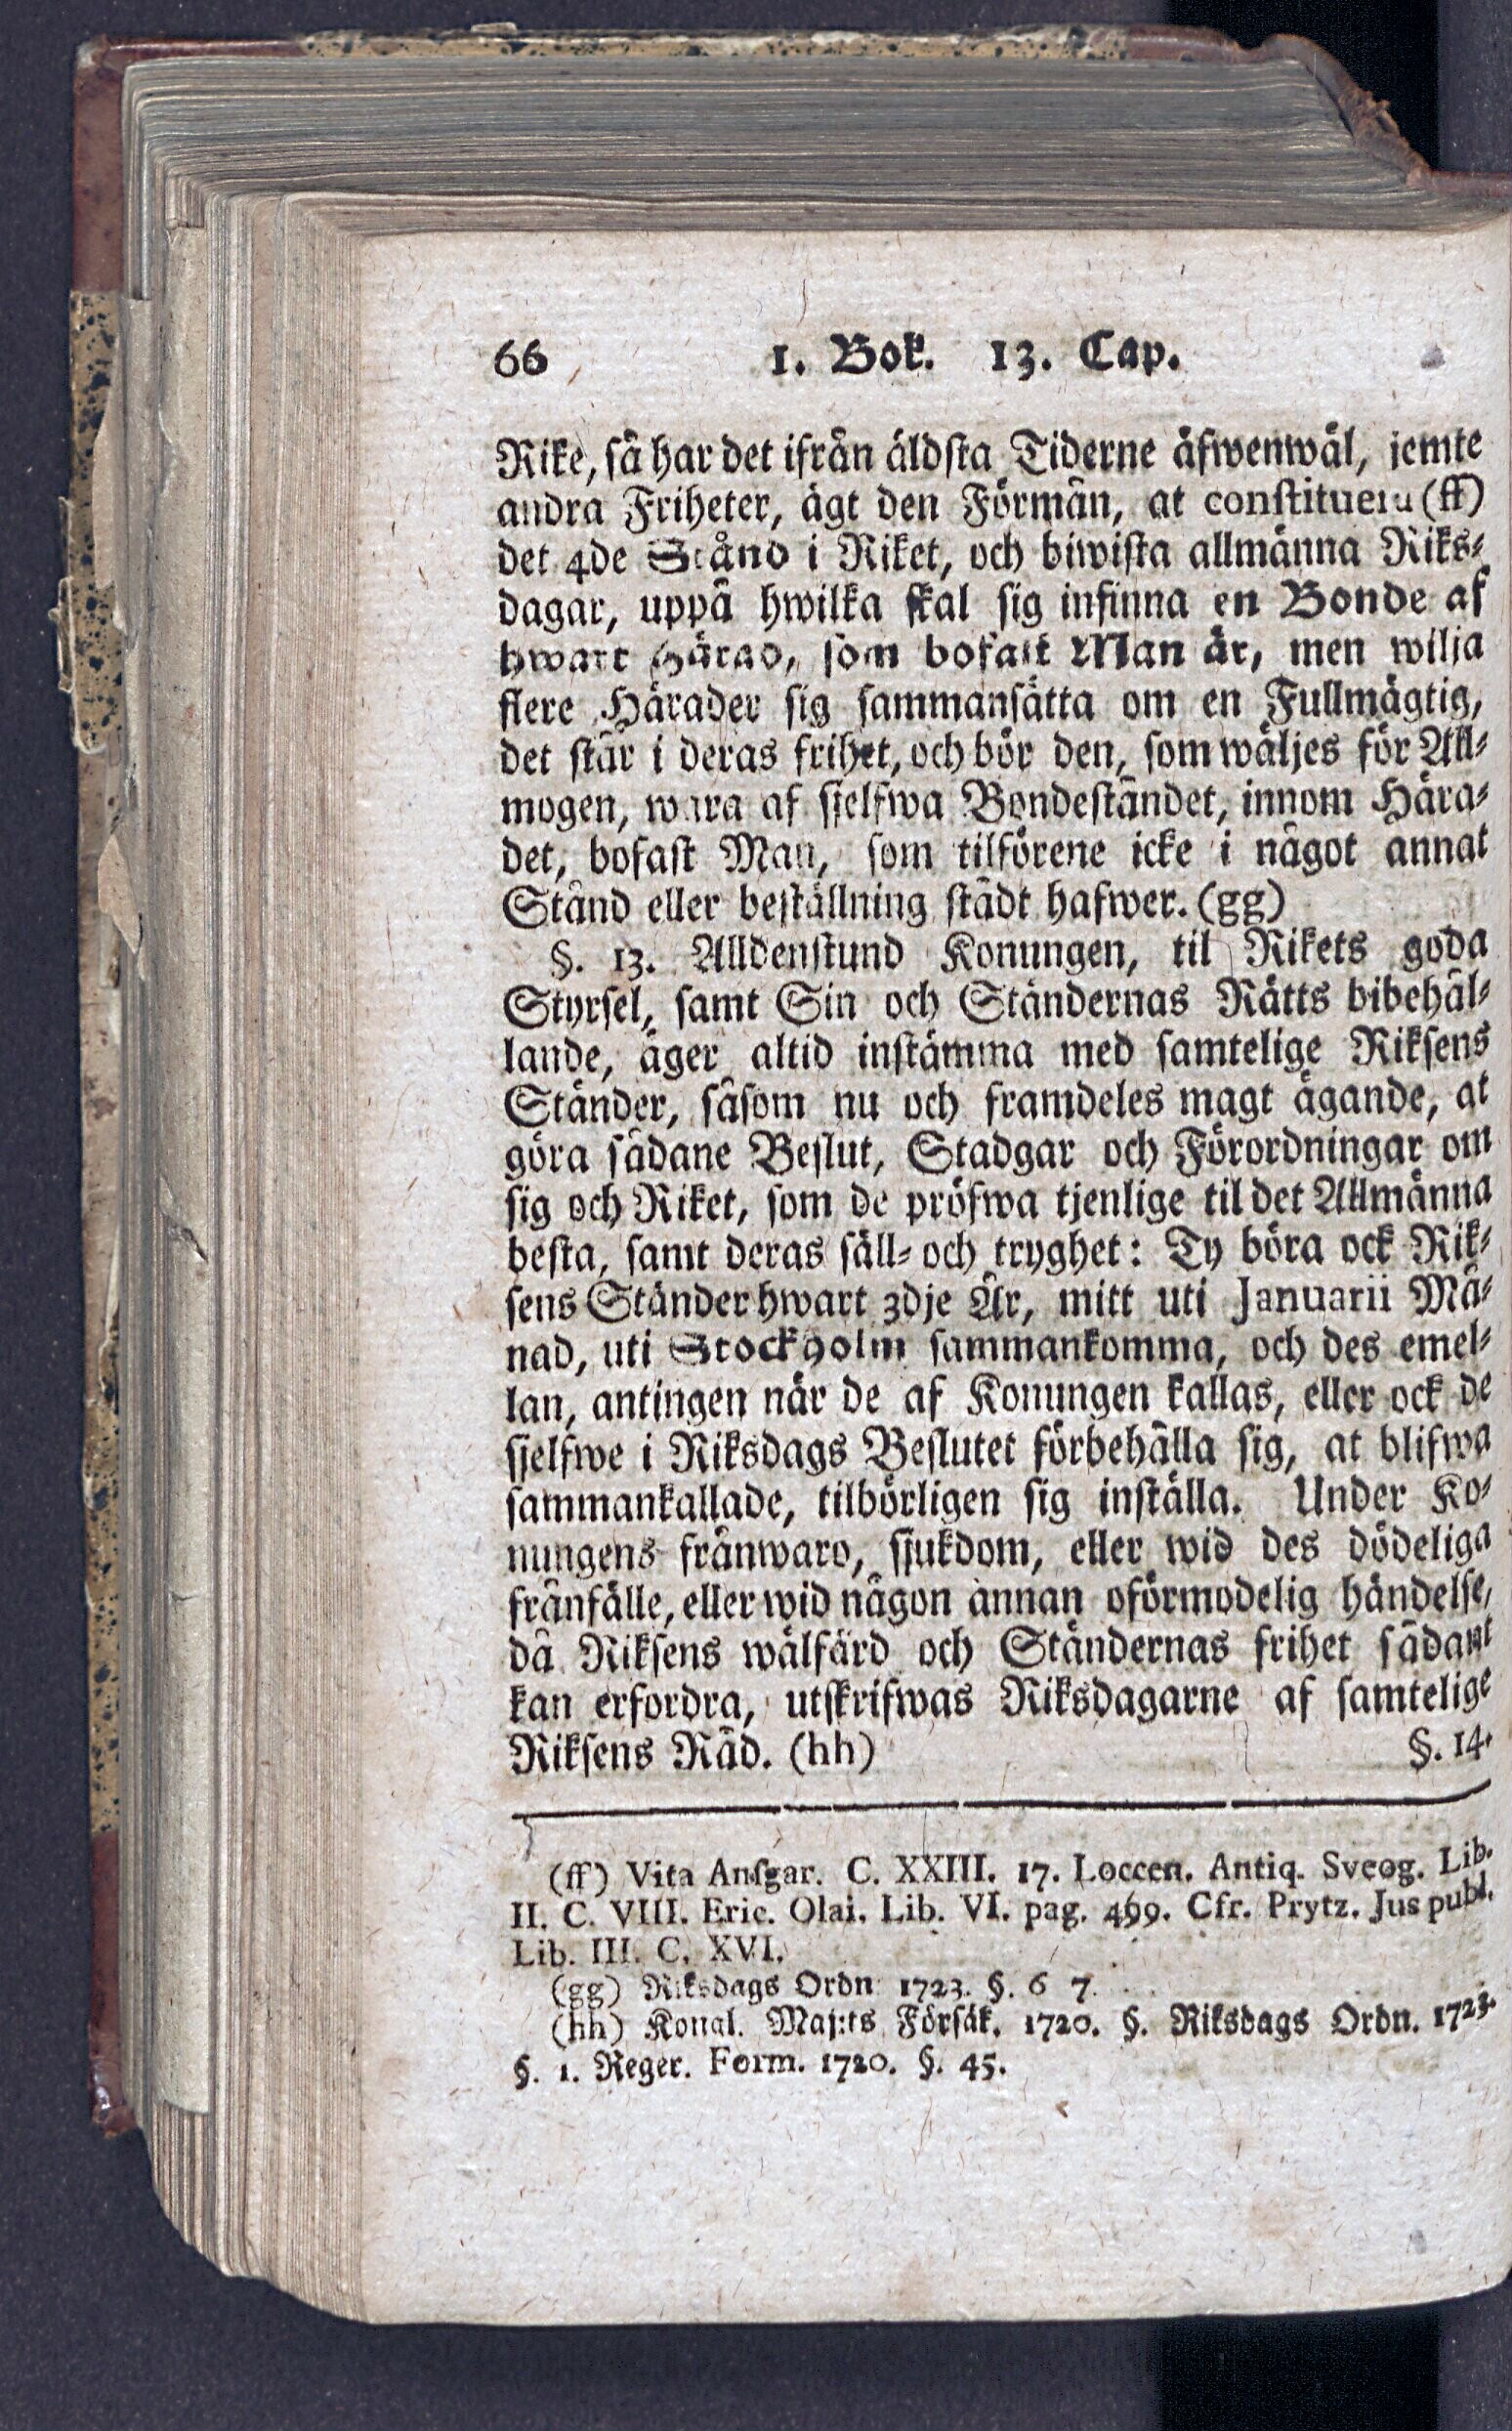 66 1. Bok. 13. Cap.
Rike, så har det ifrån äldsta Tiderne äfwenwäl, jemte
andra Friheter, ägt den Förmån, at constituera (ff)
det 4de Stånd i Riket, och biwista allmänna Riks-
dagar, uppå hwilka skal sig infinna en Bonde af
hwart Härad, som bofast Man är, men wilja
flere Härader sig sammansätta om en Fullmägtig,
det står i deras frihet, och bör den, som wäljes för All-
mogen, wara af sjelfwa Bondeståndet, innom Hära-
det, bofast Man, som tilförene icke i något annat
Stånd eller beställning städt hafwer. (gg)
§. 13. Alldenstund Konungen, til Rikets goda
Styrsel, samt Sin och Ständernas Rätts bibehål-
lande, äger altid instämma med samtelige Riksens
Ständer, såsom nu och framdeles magt ägande, at
göra sådane Beslut, Stadgar och Förordningar om
sig och Riket, som de pröfwa tjenlige til det Allmänna
besta, samt deras säll- och tryghet: Ty böra ock Rik-
sens Ständer hwart 3dje År, mitt uti Januarii Må-
nad, uti Stockholm sammankomma, och des emel-
lan, antingen när de af Konungen kallas, eller ock de
sjelfwe i Riksdags Beslutet förbehålla sig, at blifwa
sammankallade, tilbörligen sig inställa. Under Ko-
nungens frånwaro, sjukdom, eller wid des dödeliga
frånfälle, eller wid någon annan oförmodelig händelse,
då Riksens wälfärd och Ständernas frihet sådant
kan erfordra, utskrifwas Riksdagarne af samtelige
Riksens Råd. (hh) §. 14.
(ff) Vita Ansgar. C. XXIII. 17. Loccen. Antiq. Sveog. Lib.
II. C. VIII. Eric. Olai. Lib. VI. pag. 499. Cfr. Prytz. Jus publ.
Lib. III. C. XVI.
(gg) Riksdags Ordn. 1723. §. 6 7.
(hh) Kongl. Maj:ts Försäk. 1720. §. Riksdags Ordn. 1723.
§. 1. Reger. Form. 1720. §. 45.